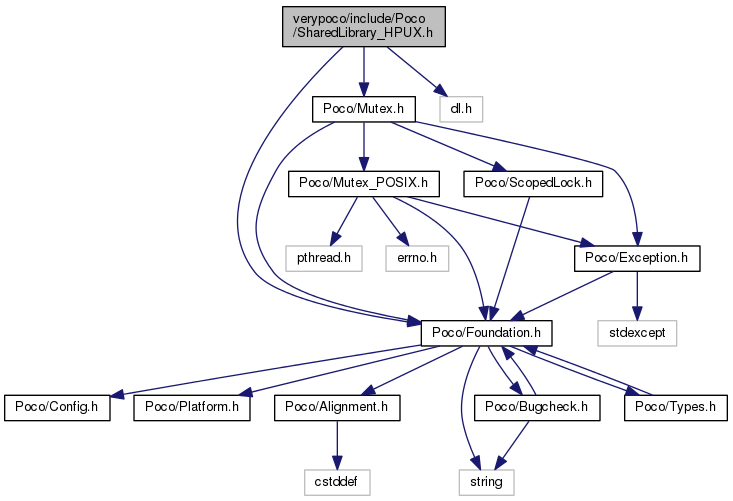 verypoco/include/Poco
/SharedLibrary_HPUX.h
Poco/Mutex.h
dl.h
Poco/Mutex_POSIX.h
Poco/ScopedLock.h
pthread.h
errno.h
Poco/Exception.h
Poco/Foundation.h
stdexcept
Poco/Config.h
Poco/Platform.h
Poco/Alignment.h
Poco/Bugcheck.h
Poco/Types.h
cstddef
string